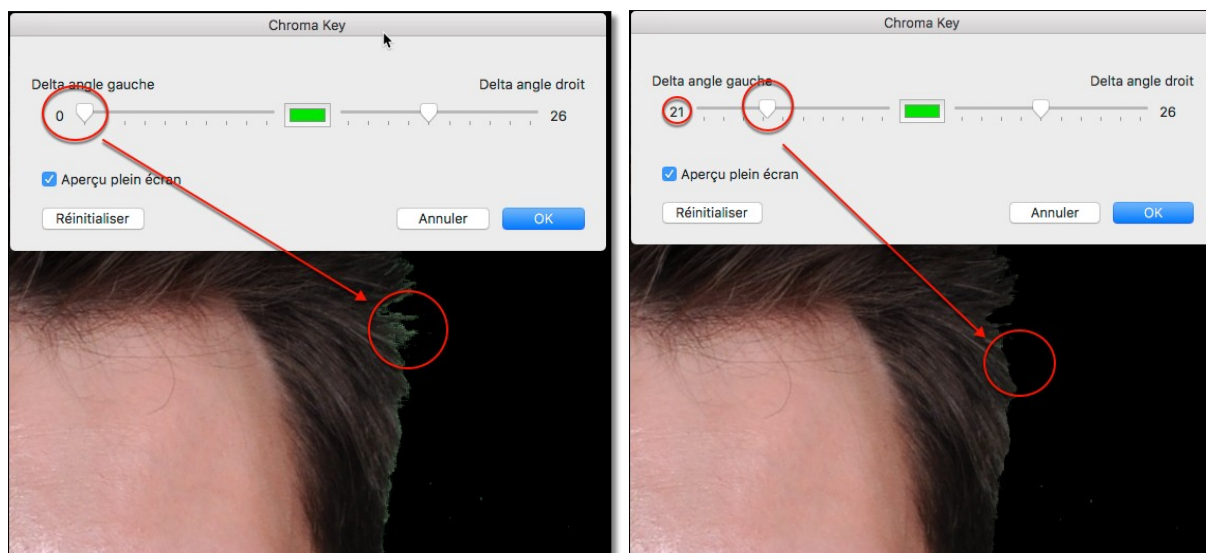 Chroma Key
Delta angle gauche Delta angle droit
0 26
Aperçu plein écran
Réinitialiser Annuler OK
Chroma Key
Delta angle gauche Delta angle droit
21 26
Aperçu plein écran
Réinitialiser Annuler OK